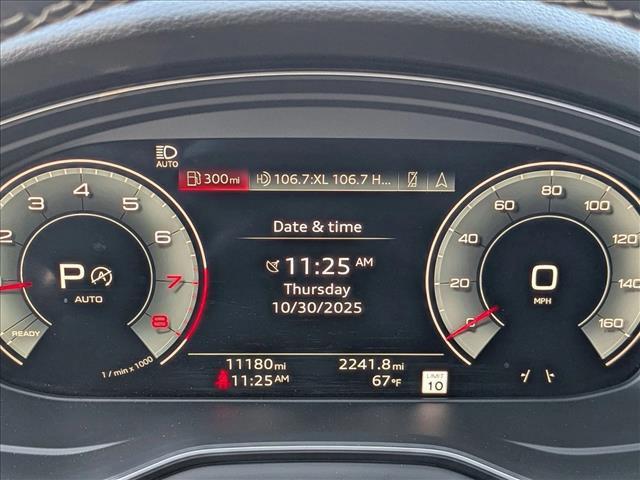 AUTO
300 mi 106.7:XL 106.7 H...
Date & time
11:25 AM
Thursday
10/30/2025
2 3 4 5 6 7 8
READY
P A
AUTO
1 / min x 1000
0 20 40 60 80 100 120 140 160
0
MPH
11180 mi 2241.8 mi
11:25 AM 67°F
LIMIT
10